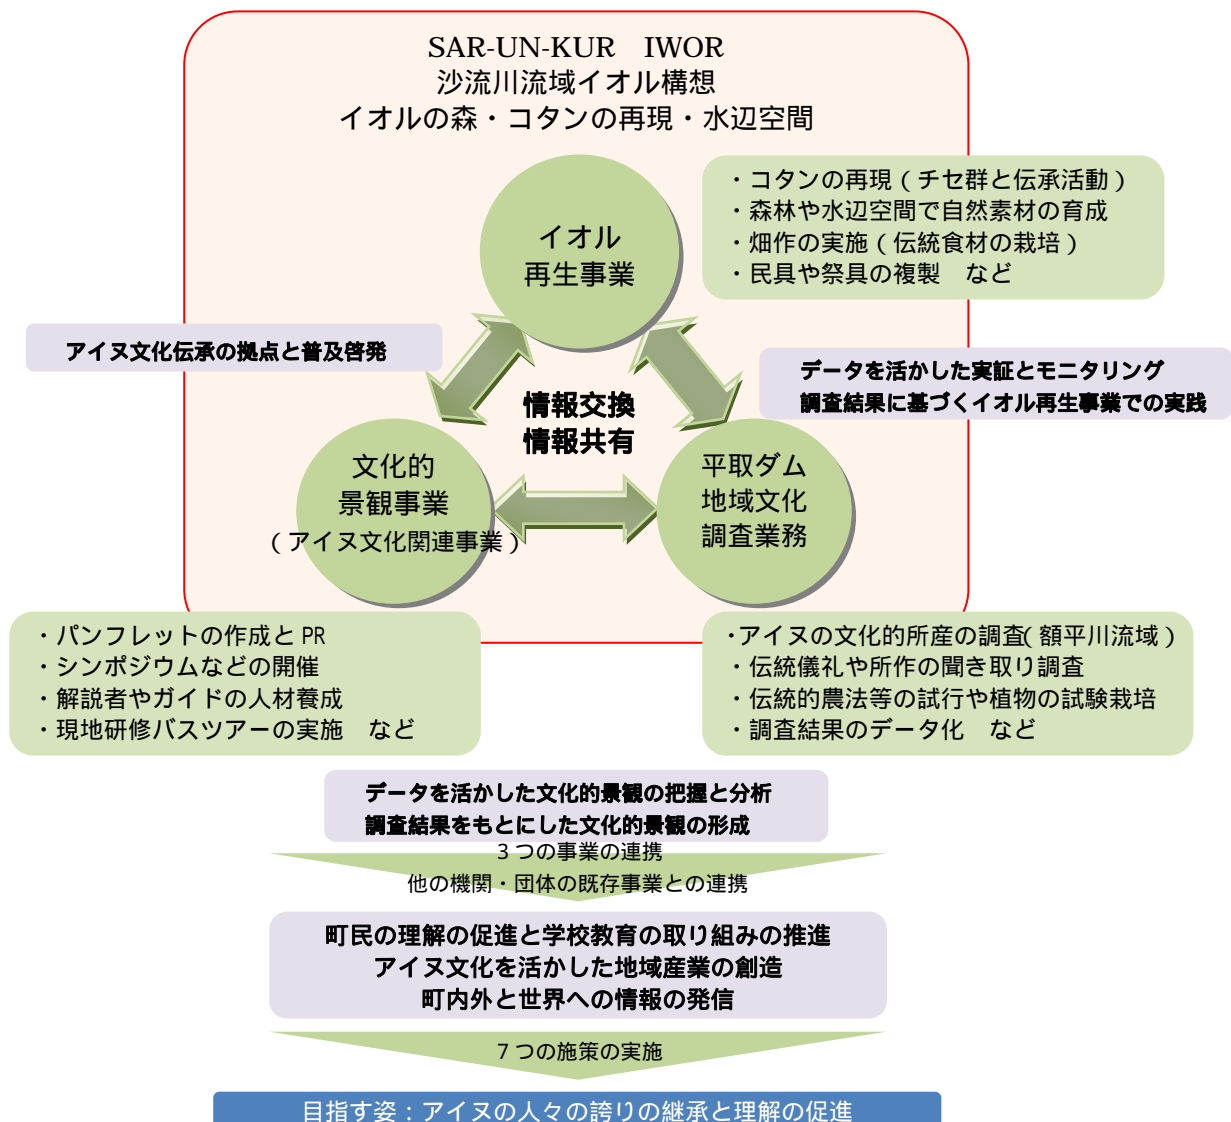 SAR-UN-KUR　IWOR
沙流川流域イオル構想
イオルの森・コタンの再現・水辺空間
イオル
再生事業
・コタンの再現（チセ群と伝承活動）
・森林や水辺空間で自然素材の育成
・畑作の実施（伝統食材の栽培）
・民具や祭具の複製　など
アイヌ文化伝承の拠点と普及啓発
データを活かした実証とモニタリング
調査結果に基づくイオル再生事業での実践
情報交換
情報共有
文化的
景観事業
（アイヌ文化関連事業）
平取ダム
地域文化
調査業務
・パンフレットの作成と PR
・シンポジウムなどの開催
・解説者やガイドの人材養成
・現地研修バスツアーの実施　など
・アイヌの文化的所産の調査（額平川流域）
・伝統儀礼や所作の聞き取り調査
・伝統的農法等の試行や植物の試験栽培
・調査結果のデータ化　など
データを活かした文化的景観の把握と分析
調査結果をもとにした文化的景観の形成
3 つの事業の連携
他の機関・団体の既存事業との連携
町民の理解の促進と学校教育の取り組みの推進
アイヌ文化を活かした地域産業の創造
町内外と世界への情報の発信
7 つの施策の実施
目指す姿：アイヌの人々の誇りの継承と理解の促進